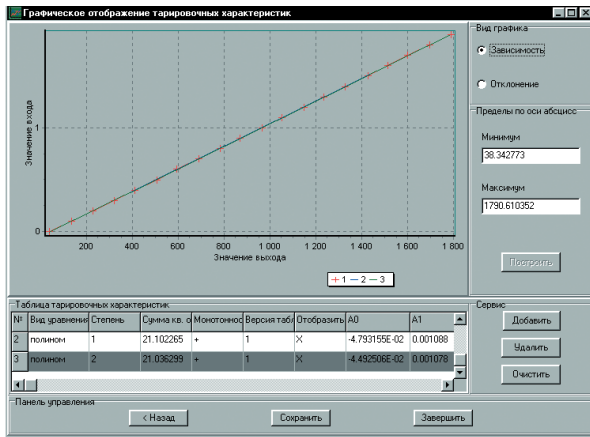 Графическое отображение тарировочных характеристик
Значение входа
1
0
200 400 600 800 1 000 1 200 1 400 1 600 1 800
Значение выхода
1 2 3
Вид графика
Зависимость
Отклонение
Пределы по оси абсцисс
Минимум
38.342773
Максимум
1790.610352
Построить
Таблица тарировочных характеристик
№ Вид уравнения Степень Сумма кв. о Монотоннос Версия табл Отобразить A0 A1
2 полином 1 21.102265 + 1 X -4.793155E-02 0.001088
3 полином 2 21.036299 + 1 X -4.492506E-02 0.001078
Сервис
Добавить
Удалить
Очистить
Панель управления
< Назад Сохранить Завершить